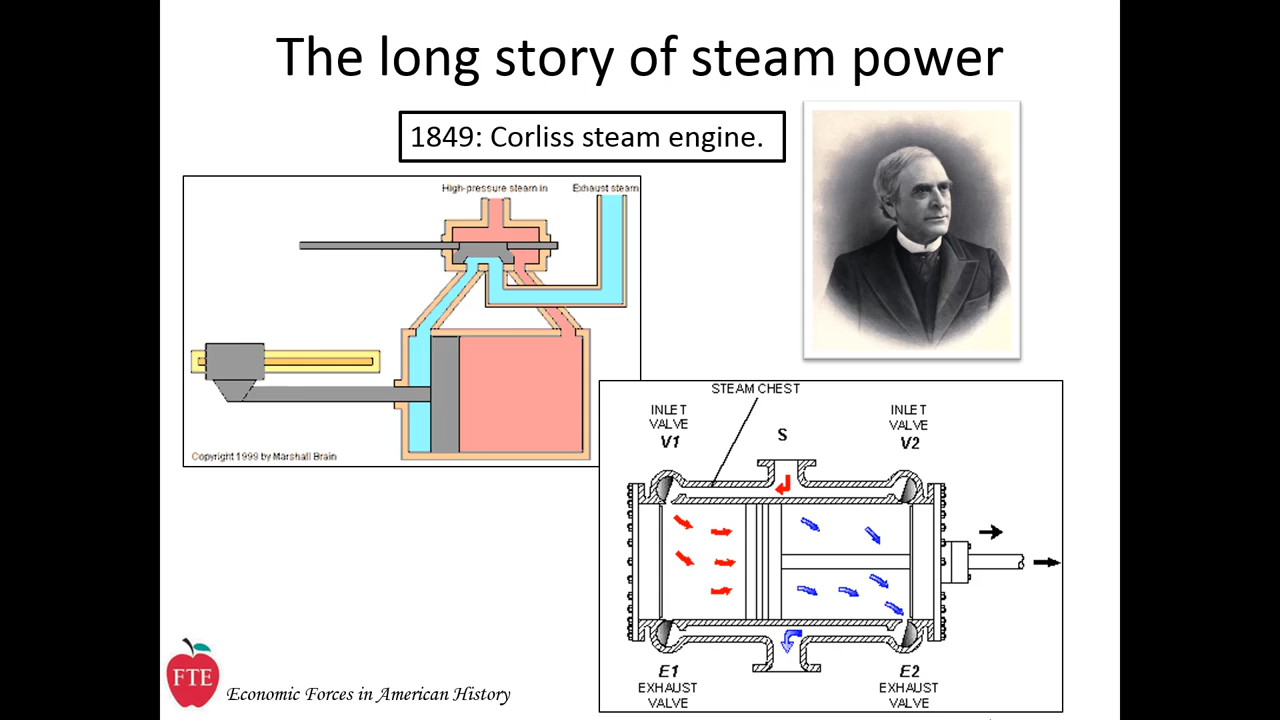 The long story of steam power
1849: Corliss steam engine.
High-pressure steam in
Exhaust steam
Copyright 1999 by Marshall Brain
STEAM CHEST
INLET
VALVE
V1
S
INLET
VALVE
V2
E1
EXHAUST
VALVE
E2
EXHAUST
VALVE
FTE
Economic Forces in American History